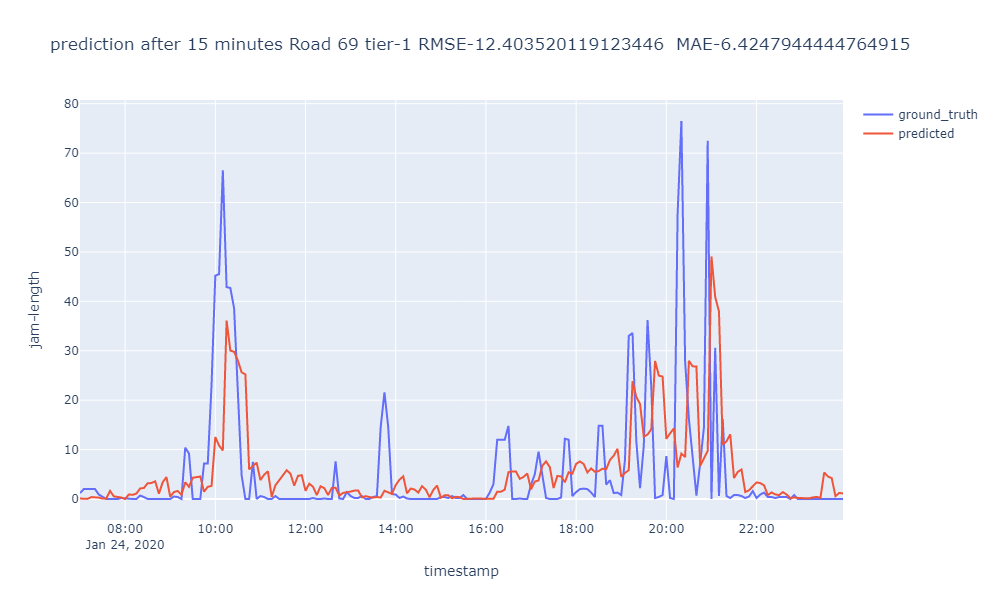 prediction after 15 minutes Road 69 tier-1 RMSE-12.403520119123446  MAE-6.4247944444764915
ground_truth
predicted
80
70
60
50
40
30
20
10
0
jam-length
08:00 10:00 12:00 14:00 16:00 18:00 20:00 22:00
Jan 24, 2020
timestamp